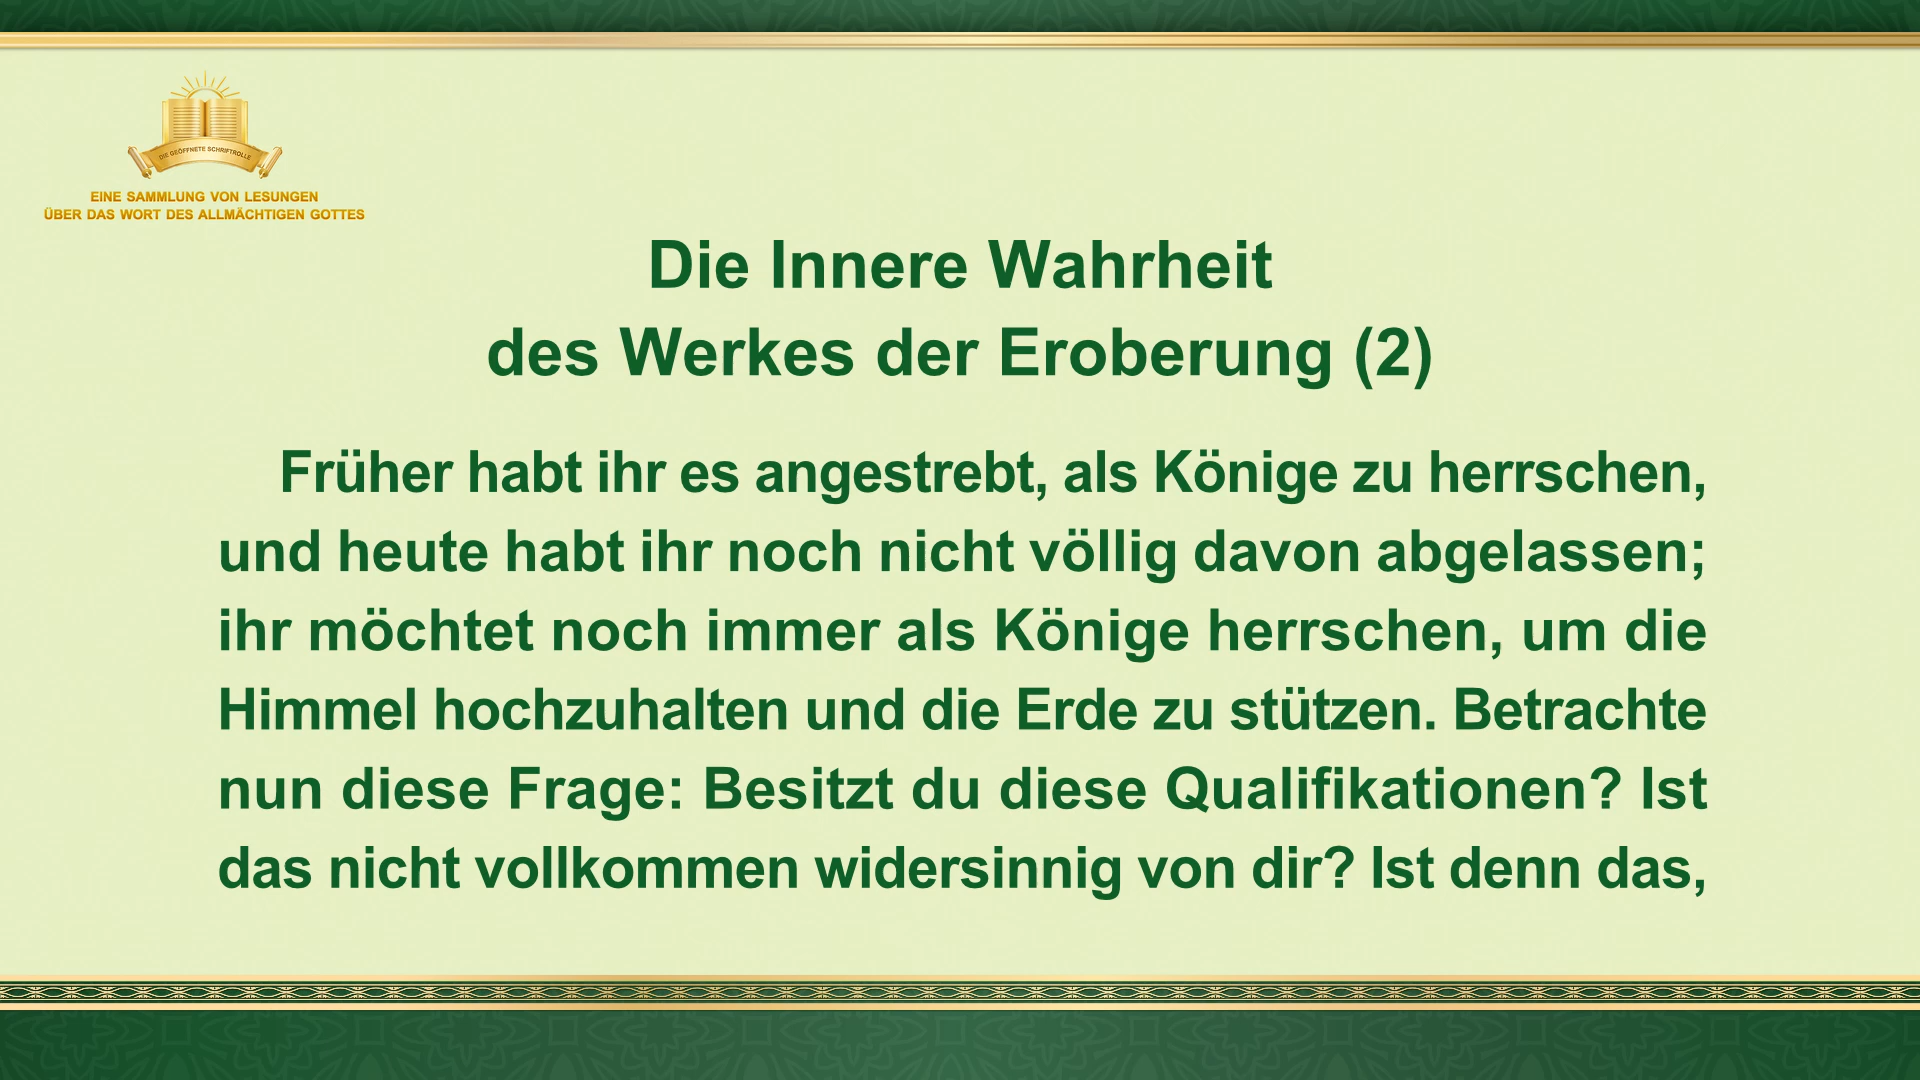 DIE GEÖFFNETE SCHRIFTROLLE
EINE SAMMLUNG VON LESUNGEN
ÜBER DAS WORT DES ALLMÄCHTIGEN GOTTES
Die Innere Wahrheit
des Werkes der Eroberung (2)
Früher habt ihr es angestrebt, als Könige zu herrschen,
und heute habt ihr noch nicht völlig davon abgelassen;
ihr möchtet noch immer als Könige herrschen, um die
Himmel hochzuhalten und die Erde zu stützen. Betrachte
nun diese Frage: Besitzt du diese Qualifikationen? Ist
das nicht vollkommen widersinnig von dir? Ist denn das,